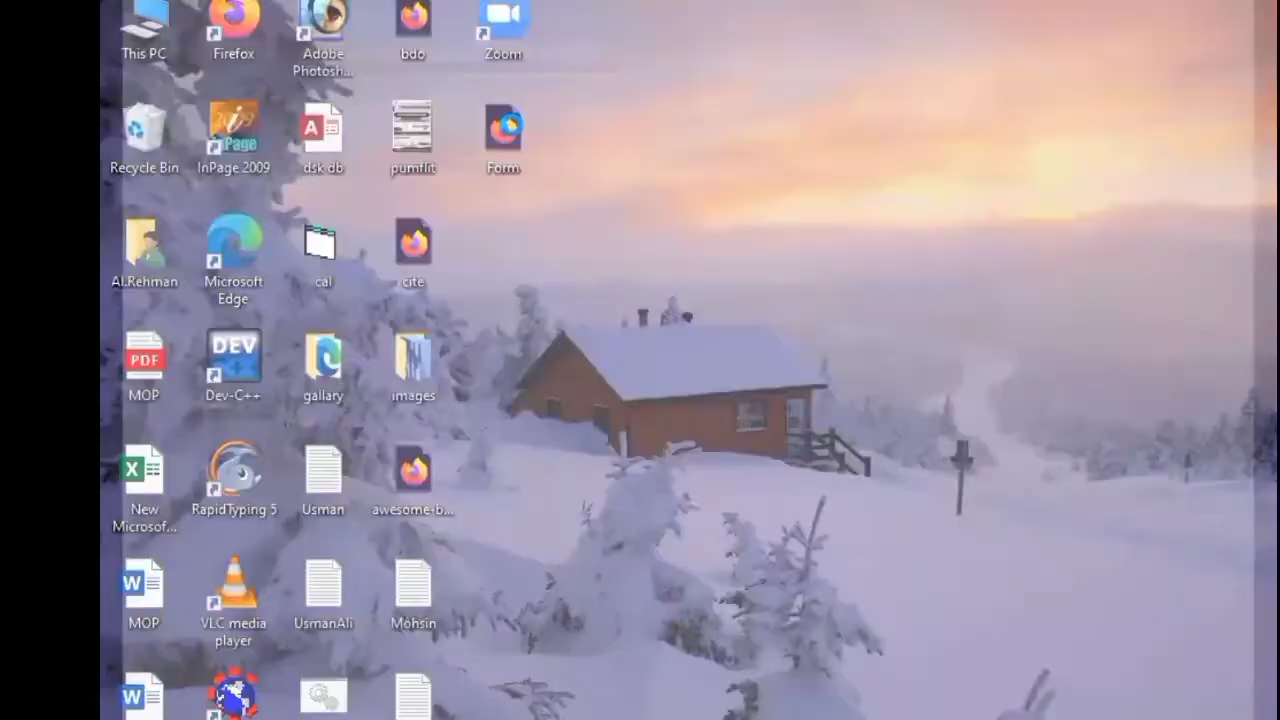 This PC
Firefox
Adobe
Photosh...
bdo
Zoom
Recycle Bin
InPage 2009
dsk db
pumflit
Form
Al.Rehman
Microsoft
Edge
cal
cite
PDF
MOP
DEV
Dev-C++
gallary
images
New
Microsof...
RapidTyping 5
Usman
awesome-b...
MOP
VLC media
player
UsmanAli
Mohsin